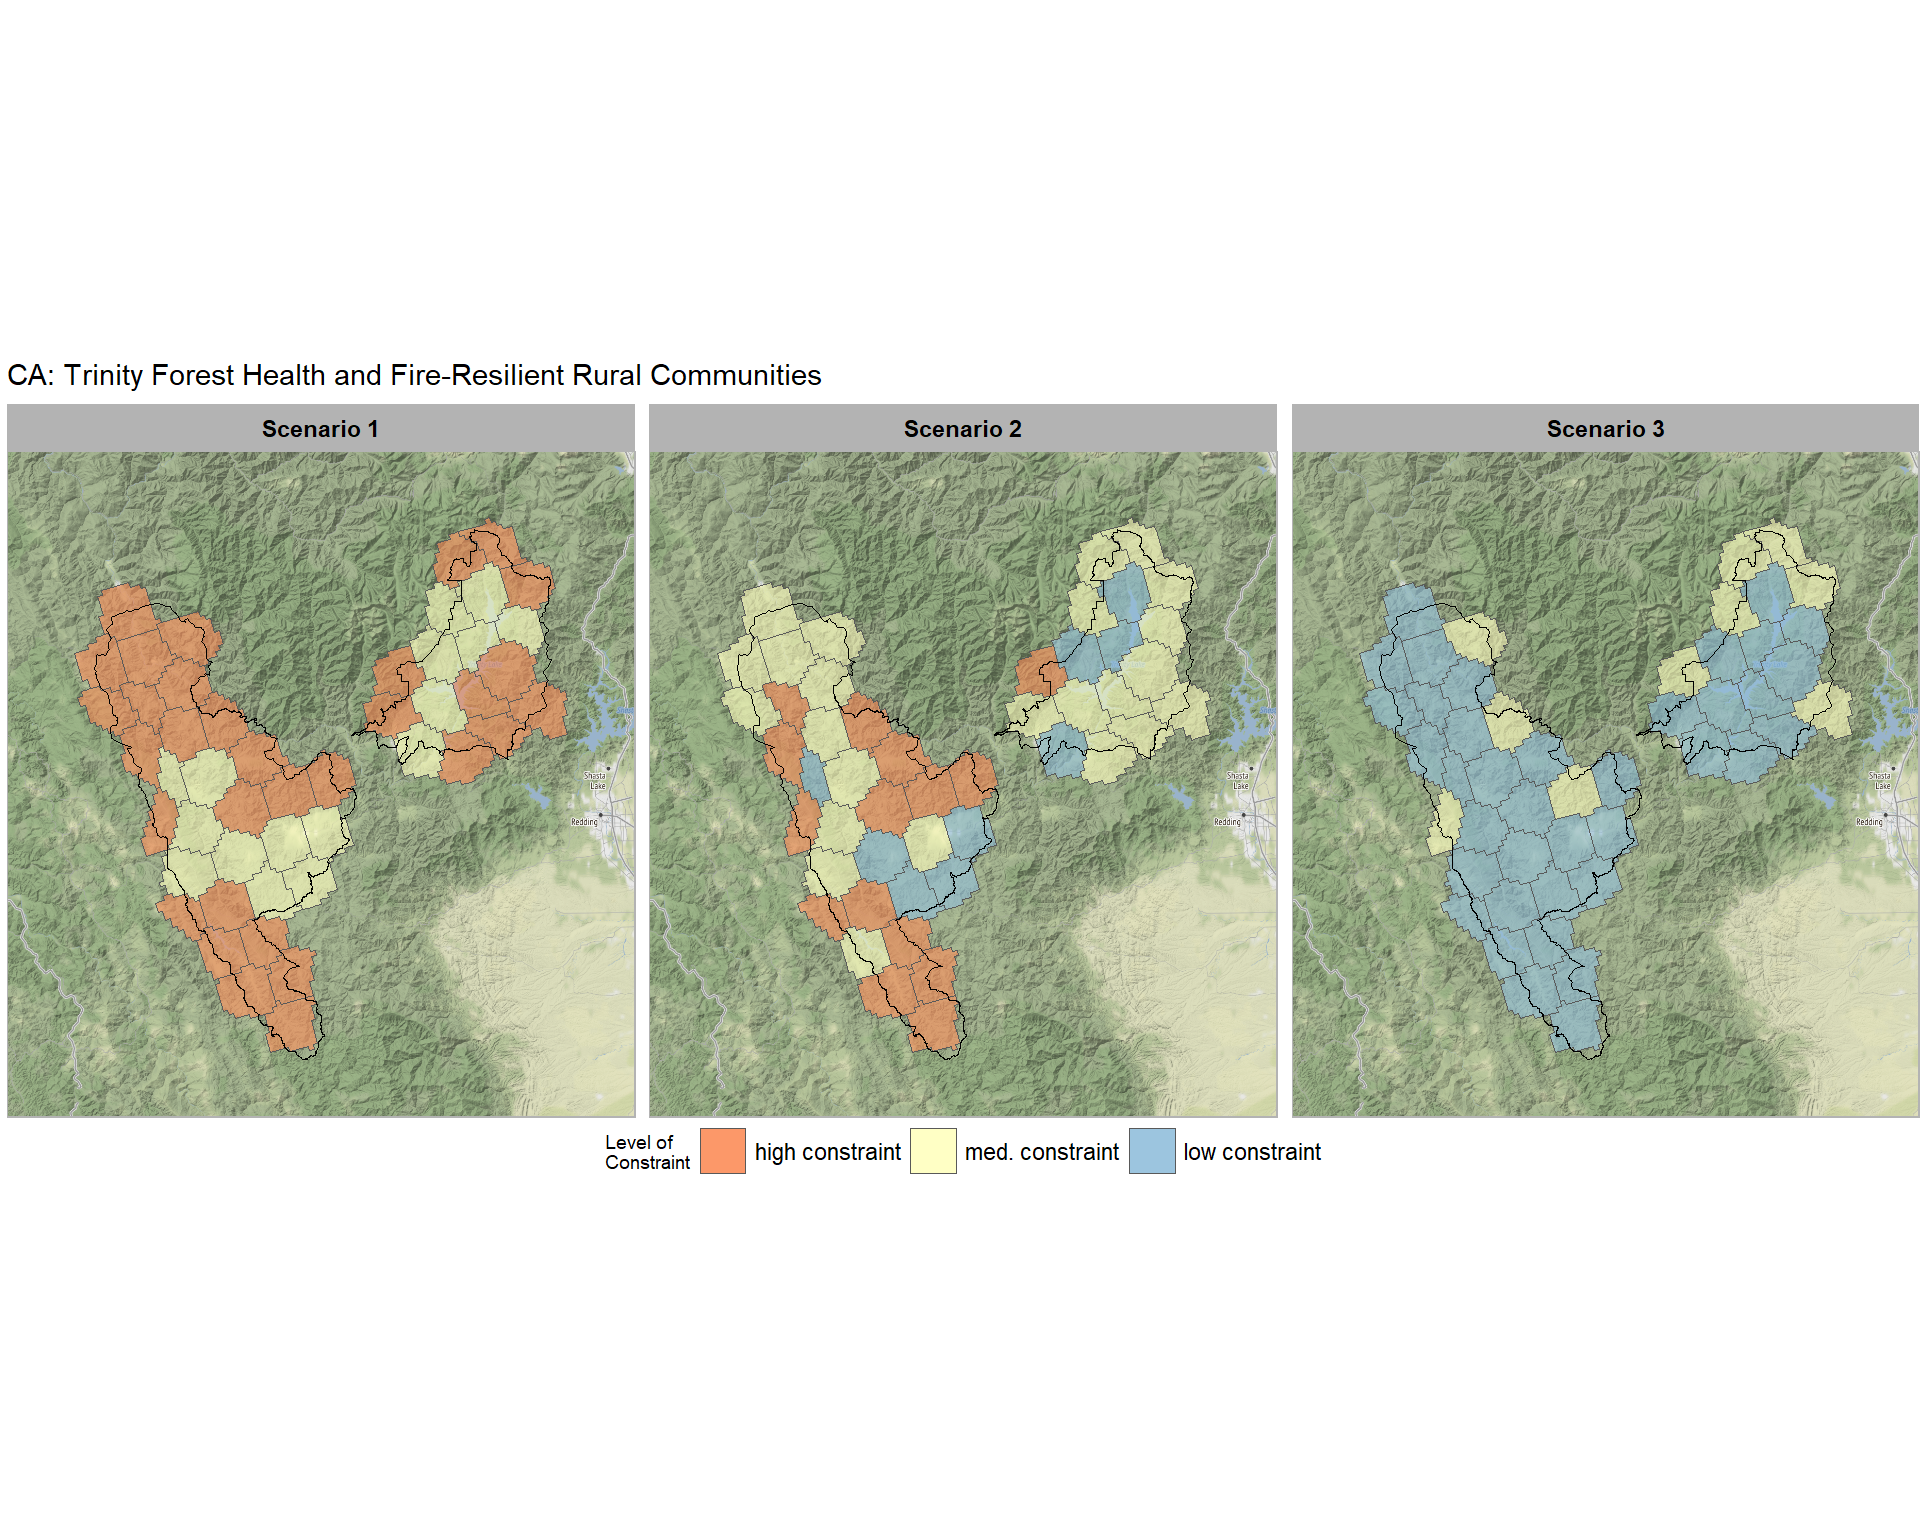 CA: Trinity Forest Health and Fire-Resilient Rural Communities
Scenario 1
Scenario 2
Scenario 3
Shasta
Lake
Redding
Shasta
Lake
Redding
Shasta
Lake
Redding
Level of
Constraint
high constraint
med. constraint
low constraint